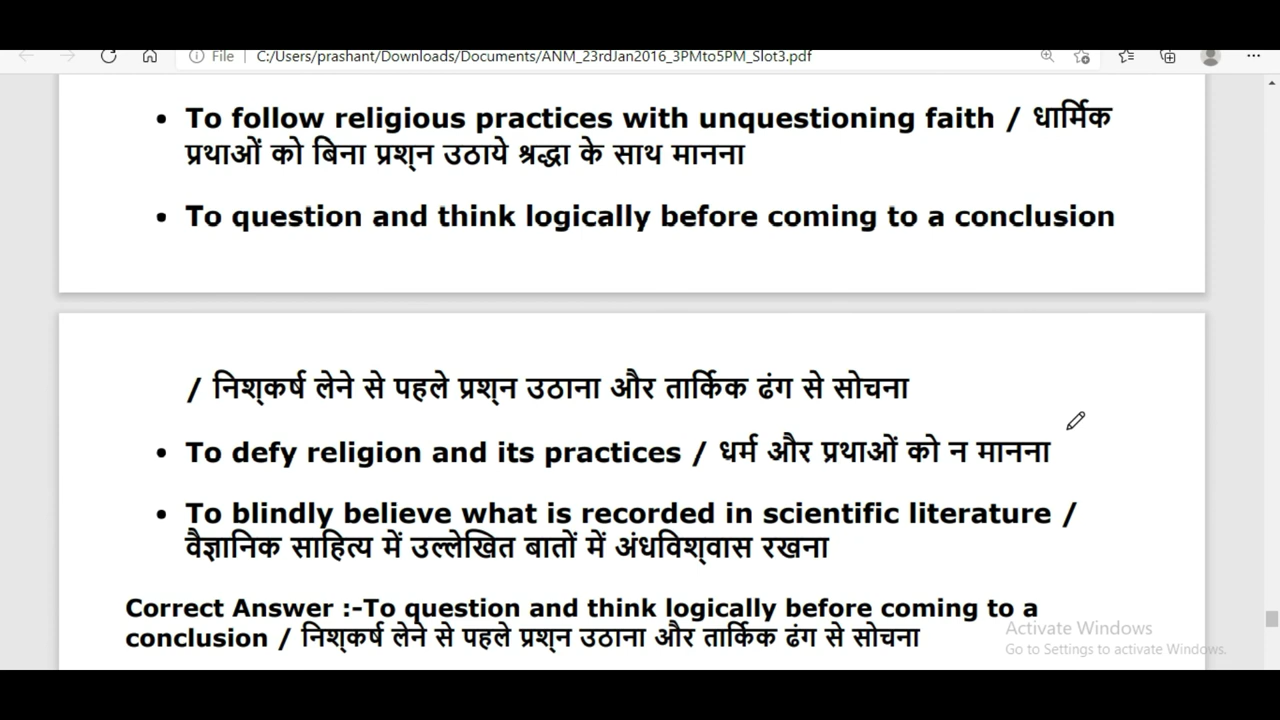 File | C:/Users/prashant/Downloads/Documents/ANM_23rdJan2016_3PMto5PM_Slot3.pdf
• To follow religious practices with unquestioning faith / धार्मिक
प्रथाओं को बिना प्रश्न उठाये श्रद्धा के साथ मानना
• To question and think logically before coming to a conclusion
/ निश्कर्ष लेने से पहले प्रश्न उठाना और तार्किक ढंग से सोचना
• To defy religion and its practices / धर्म और प्रथाओं को न मानना
• To blindly believe what is recorded in scientific literature /
वैज्ञानिक साहित्य में उल्लेखित बातों में अंधविश्वास रखना
Correct Answer :-To question and think logically before coming to a
conclusion / निश्कर्ष लेने से पहले प्रश्न उठाना और तार्किक ढंग से सोचना
Activate Windows
Go to Settings to activate Windows.